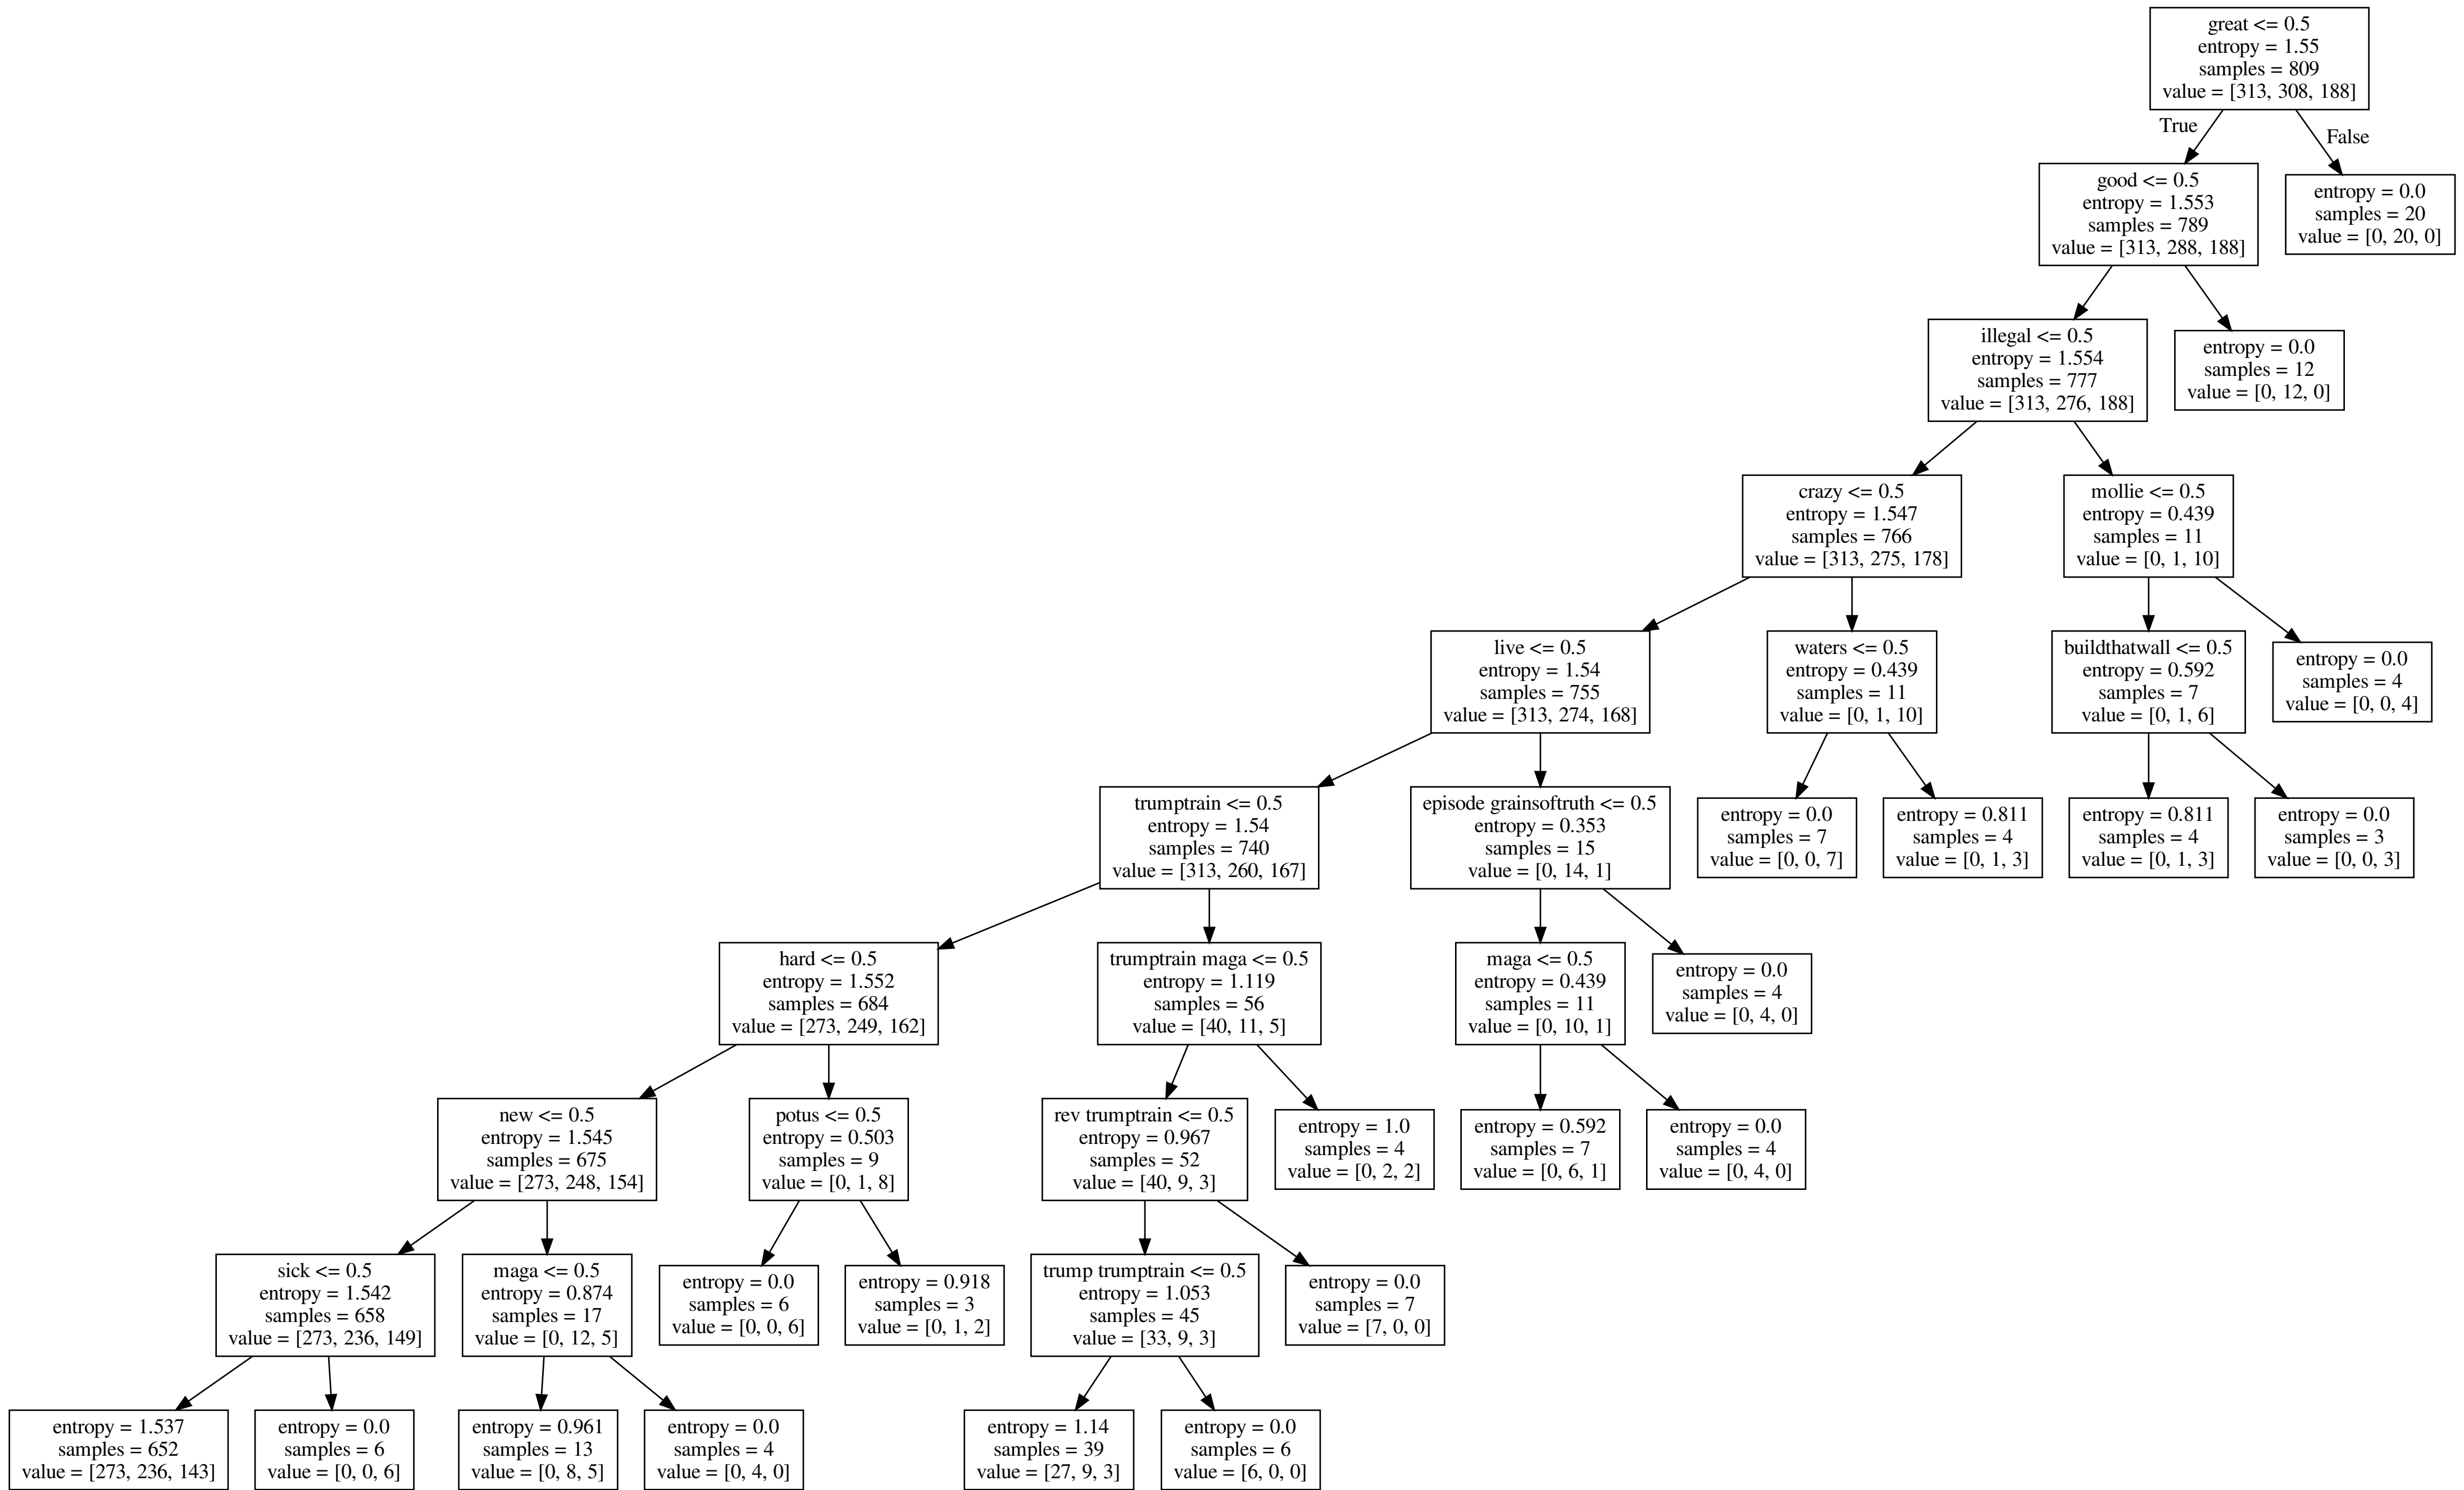 great <= 0.5
entropy = 1.55
samples = 809
value = [313, 308, 188]
True
False
good <= 0.5
entropy = 1.553
samples = 789
value = [313, 288, 188]
entropy = 0.0
samples = 20
value = [0, 20, 0]
illegal <= 0.5
entropy = 1.554
samples = 777
value = [313, 276, 188]
entropy = 0.0
samples = 12
value = [0, 12, 0]
crazy <= 0.5
entropy = 1.547
samples = 766
value = [313, 275, 178]
mollie <= 0.5
entropy = 0.439
samples = 11
value = [0, 1, 10]
live <= 0.5
entropy = 1.54
samples = 755
value = [313, 274, 168]
waters <= 0.5
entropy = 0.439
samples = 11
value = [0, 1, 10]
buildthatwall <= 0.5
entropy = 0.592
samples = 7
value = [0, 1, 6]
entropy = 0.0
samples = 4
value = [0, 0, 4]
trumptrain <= 0.5
entropy = 1.54
samples = 740
value = [313, 260, 167]
episode grainsoftruth <= 0.5
entropy = 0.353
samples = 15
value = [0, 14, 1]
entropy = 0.0
samples = 7
value = [0, 0, 7]
entropy = 0.811
samples = 4
value = [0, 1, 3]
entropy = 0.811
samples = 4
value = [0, 1, 3]
entropy = 0.0
samples = 3
value = [0, 0, 3]
hard <= 0.5
entropy = 1.552
samples = 684
value = [273, 249, 162]
trumptrain maga <= 0.5
entropy = 1.119
samples = 56
value = [40, 11, 5]
maga <= 0.5
entropy = 0.439
samples = 11
value = [0, 10, 1]
entropy = 0.0
samples = 4
value = [0, 4, 0]
new <= 0.5
entropy = 1.545
samples = 675
value = [273, 248, 154]
potus <= 0.5
entropy = 0.503
samples = 9
value = [0, 1, 8]
rev trumptrain <= 0.5
entropy = 0.967
samples = 52
value = [40, 9, 3]
entropy = 1.0
samples = 4
value = [0, 2, 2]
entropy = 0.592
samples = 7
value = [0, 6, 1]
entropy = 0.0
samples = 4
value = [0, 4, 0]
sick <= 0.5
entropy = 1.542
samples = 658
value = [273, 236, 149]
maga <= 0.5
entropy = 0.874
samples = 17
value = [0, 12, 5]
entropy = 0.0
samples = 6
value = [0, 0, 6]
entropy = 0.918
samples = 3
value = [0, 1, 2]
trump trumptrain <= 0.5
entropy = 1.053
samples = 45
value = [33, 9, 3]
entropy = 0.0
samples = 7
value = [7, 0, 0]
entropy = 1.537
samples = 652
value = [273, 236, 143]
entropy = 0.0
samples = 6
value = [0, 0, 6]
entropy = 0.961
samples = 13
value = [0, 8, 5]
entropy = 0.0
samples = 4
value = [0, 4, 0]
entropy = 1.14
samples = 39
value = [27, 9, 3]
entropy = 0.0
samples = 6
value = [6, 0, 0]